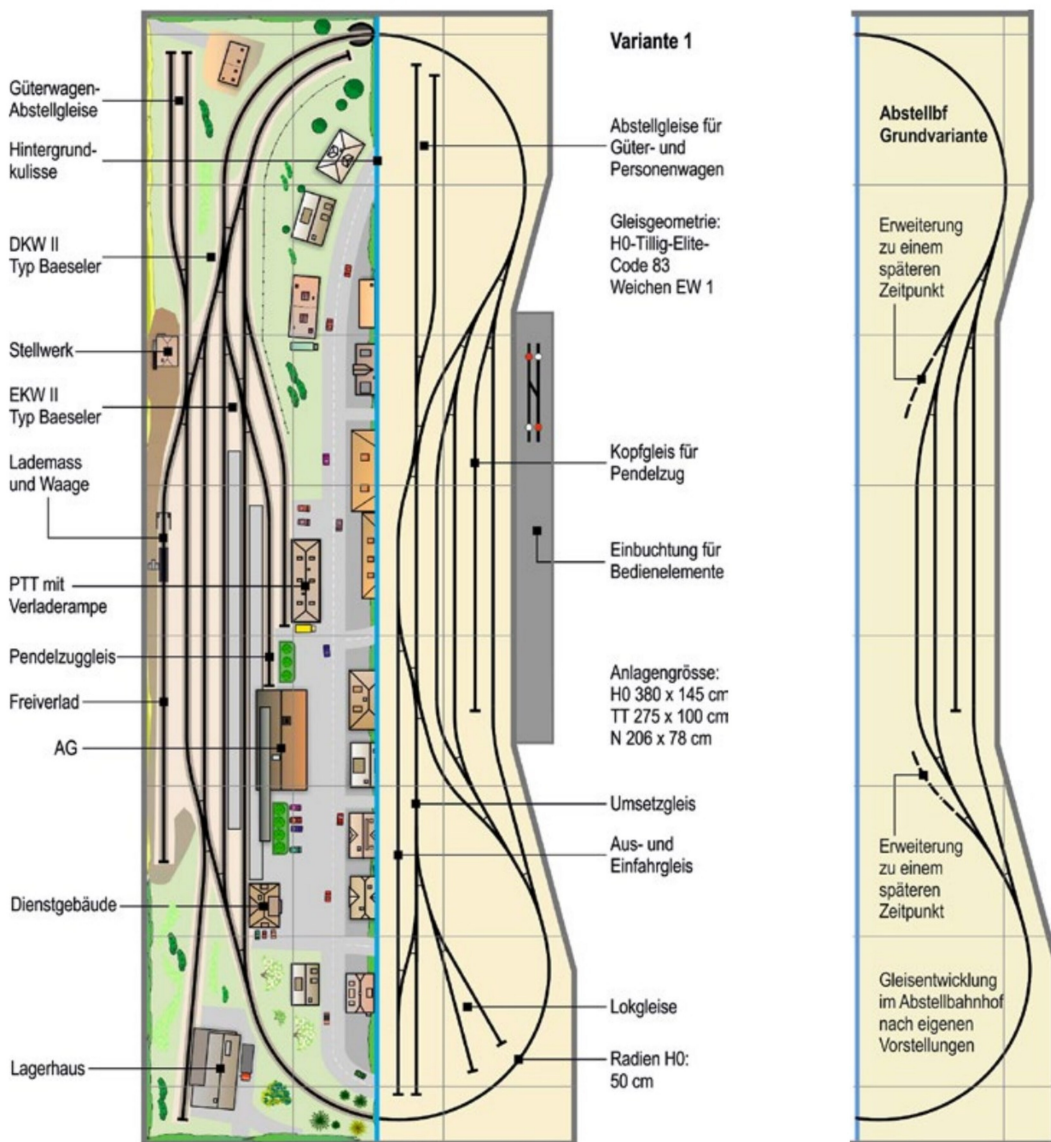 Güterwagen-
Abstellgleise
Hintergrund-
kulisse
DKW II
Typ Baeseler
Stellwerk
EKW II
Typ Baeseler
Lademass
und Waage
PTT mit
Verladerampe
Pendelzuggleis
Freiverlad
AG
Dienstgebäude
Lagerhaus
Variante 1
Abstellgleise für
Güter- und
Personenwagen
Gleisgeometrie:
H0-Tillig-Elite-
Code 83
Weichen EW 1
Kopfgleis für
Pendelzug
Einbuchtung für
Bedienelemente
Anlagengrösse:
H0 380 x 145 cm
TT 275 x 100 cm
N 206 x 78 cm
Umsetzgleis
Aus- und
Einfahrgleis
Lokgleise
Radien H0:
50 cm
Abstellbf
Grundvariante
Erweiterung
zu einem
späteren
Zeitpunkt
Erweiterung
zu einem
späteren
Zeitpunkt
Gleisentwicklung
im Abstellbahnhof
nach eigenen
Vorstellungen